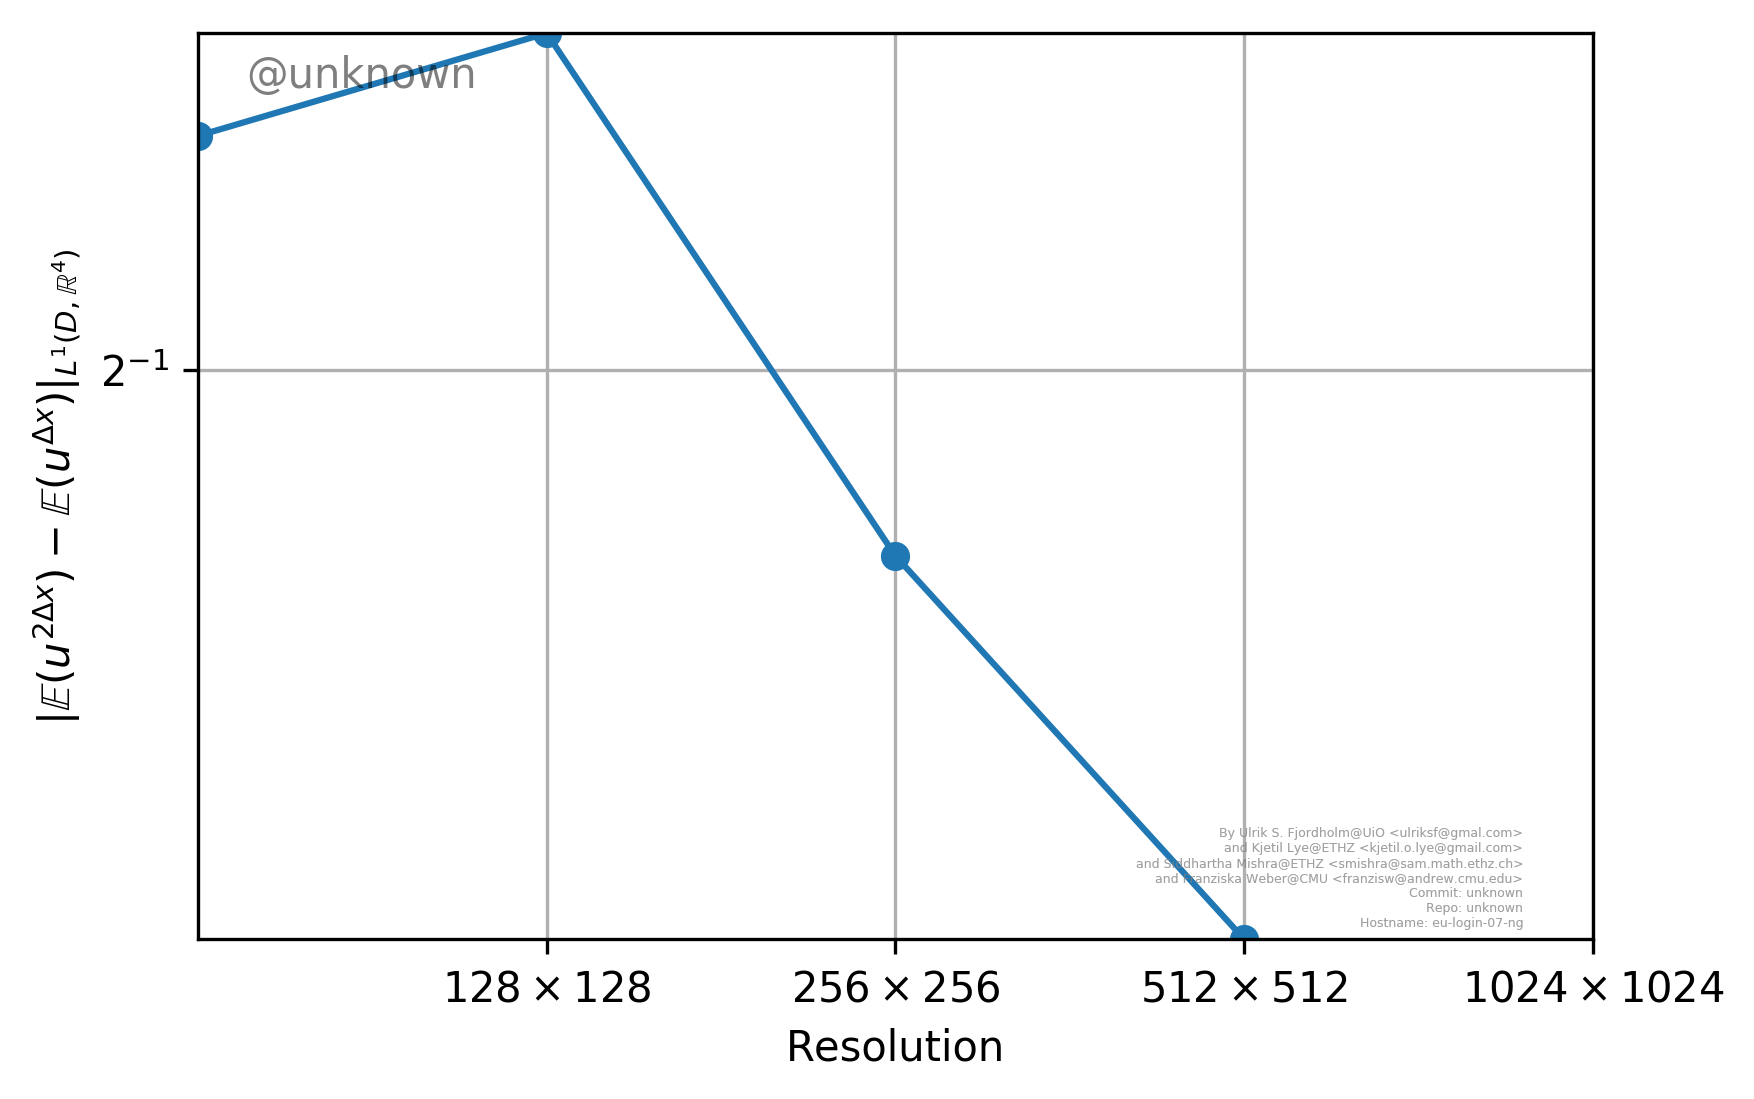 @unknown
|𝔼(u^{2Δx}) − 𝔼(u^{Δx})|_{L^1(D, ℝ^4)}
2^{−1}
By Ulrik S. Fjordholm@UiO <ulriksf@gmal.com>
and Kjetil Lye@ETHZ <kjetil.o.lye@gmail.com>
and Siddhartha Mishra@ETHZ <smishra@sam.math.ethz.ch>
and Franziska Weber@CMU <franzisw@andrew.cmu.edu>
Commit: unknown
Repo: unknown
Hostname: eu-login-07-ng
128 × 128 256 × 256 512 × 512 1024 × 1024
Resolution